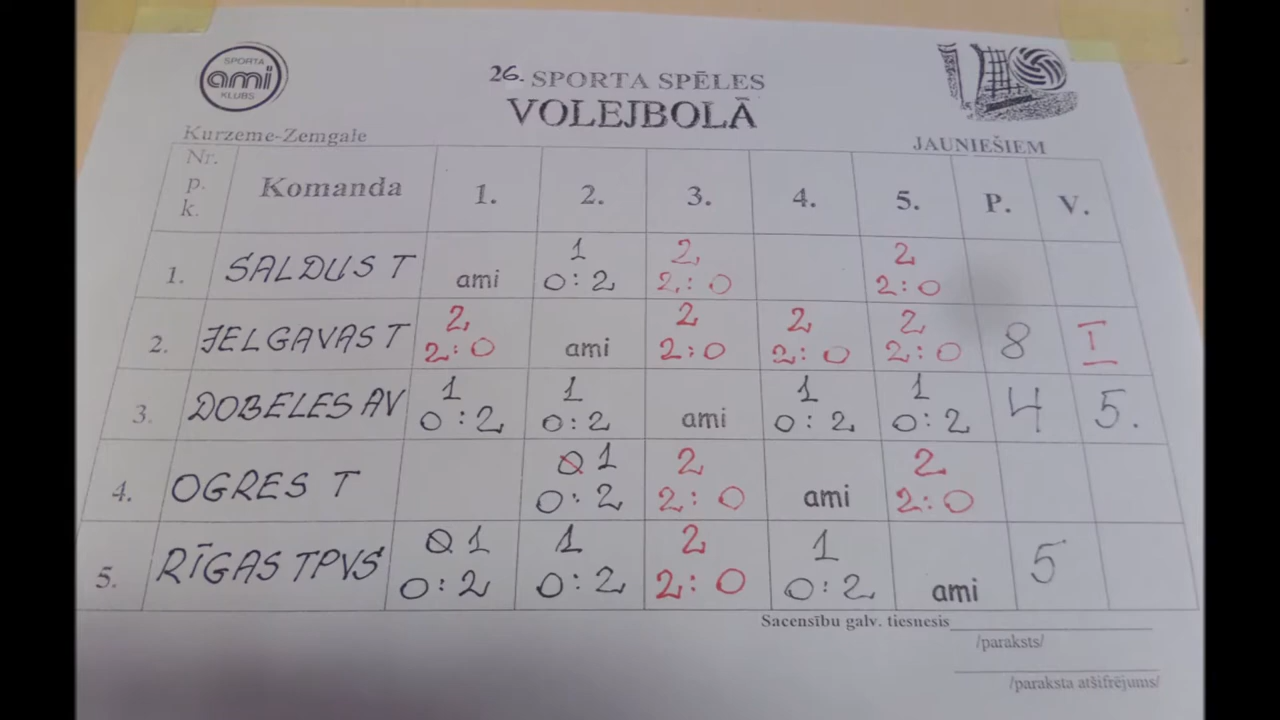 SPORTA
ami
KLUBS
26. SPORTA SPĒLES
VOLEJBOLĀ
Kurzeme-Zemgale
JAUNIEŠIEM
Nr. p. k. Komanda 1. 2. 3. 4. 5. P. V.
1. SALDUS T ami 1 0:2 2 2:0 2 2:0
2. JELGAVAS T 2 2:0 ami 2 2:0 2 2:0 2 2:0 8 I
3. DOBELES AV 1 0:2 1 0:2 ami 1 0:2 1 0:2 4 5.
4. OGRES T 0 1 0:2 2 2:0 ami 2 2:0
5. RĪGAS TPVS 0 1 0:2 1 0:2 2 2:0 1 0:2 ami 5
Sacensību galv. tiesnesis
/paraksts/
/paraksta atšifrējums/